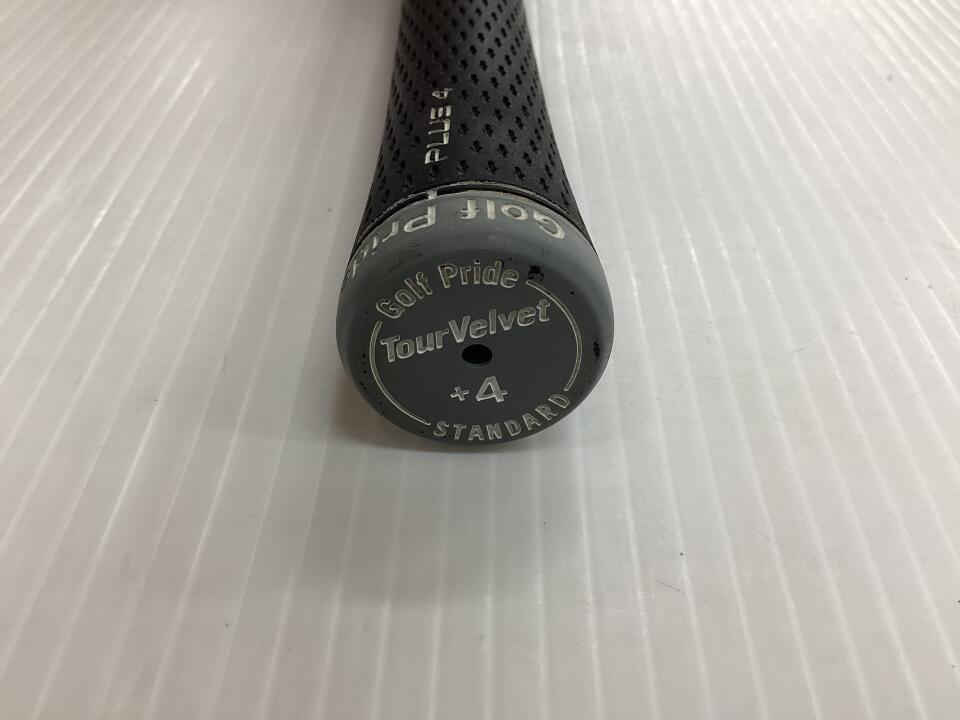 PLUS 4
Golf Pride
Golf Pride
TourVelvet
+4
STANDARD